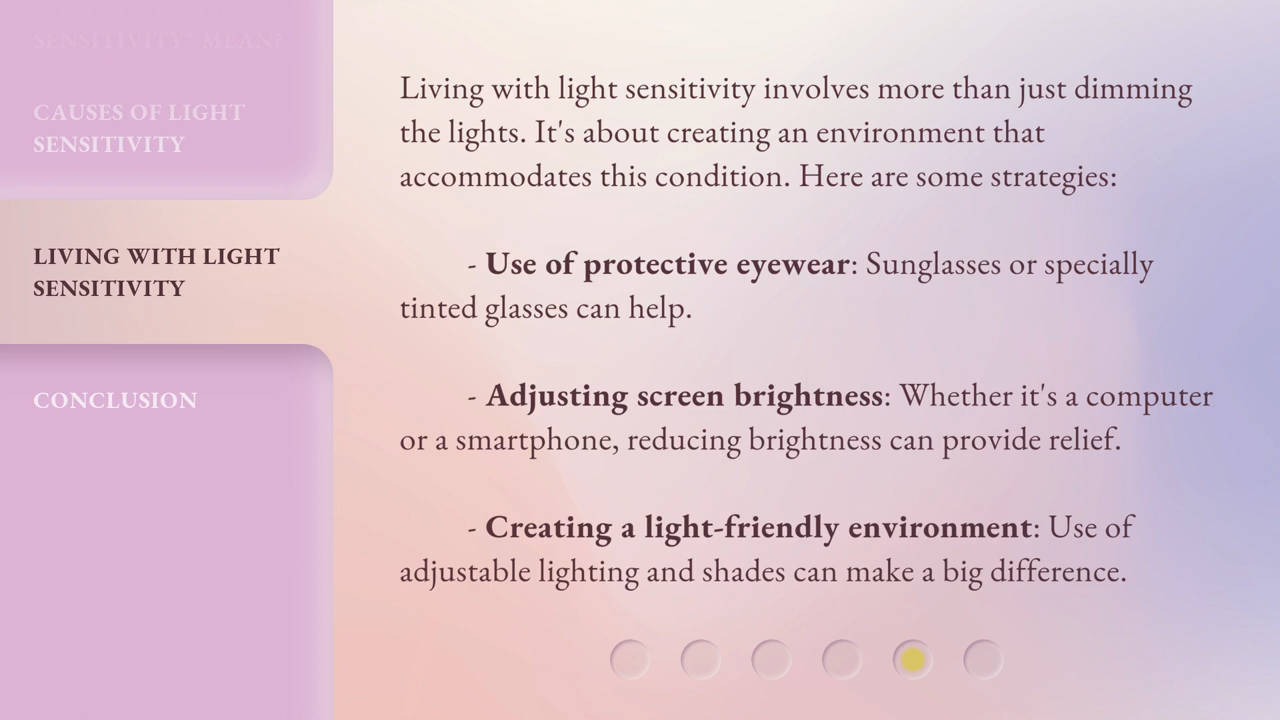 SENSITIVITY" MEAN?
CAUSES OF LIGHT
SENSITIVITY
LIVING WITH LIGHT
SENSITIVITY
CONCLUSION
Living with light sensitivity involves more than just dimming
the lights. It's about creating an environment that
accommodates this condition. Here are some strategies:
- Use of protective eyewear: Sunglasses or specially
tinted glasses can help.
- Adjusting screen brightness: Whether it's a computer
or a smartphone, reducing brightness can provide relief.
- Creating a light-friendly environment: Use of
adjustable lighting and shades can make a big difference.